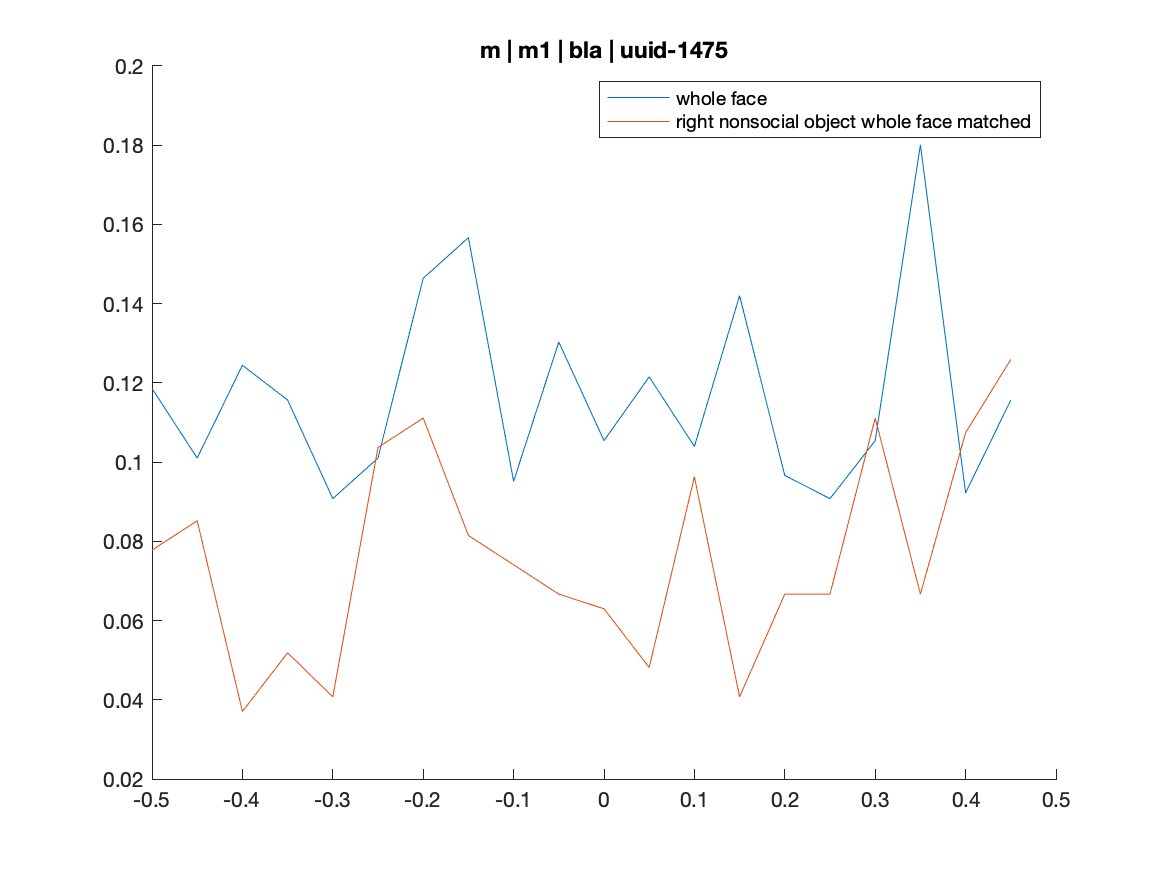 m | m1 | bla | uuid-1475
whole face
right nonsocial object whole face matched
0.2
0.18
0.16
0.14
0.12
0.1
0.08
0.06
0.04
0.02
-0.5 -0.4 -0.3 -0.2 -0.1 0 0.1 0.2 0.3 0.4 0.5